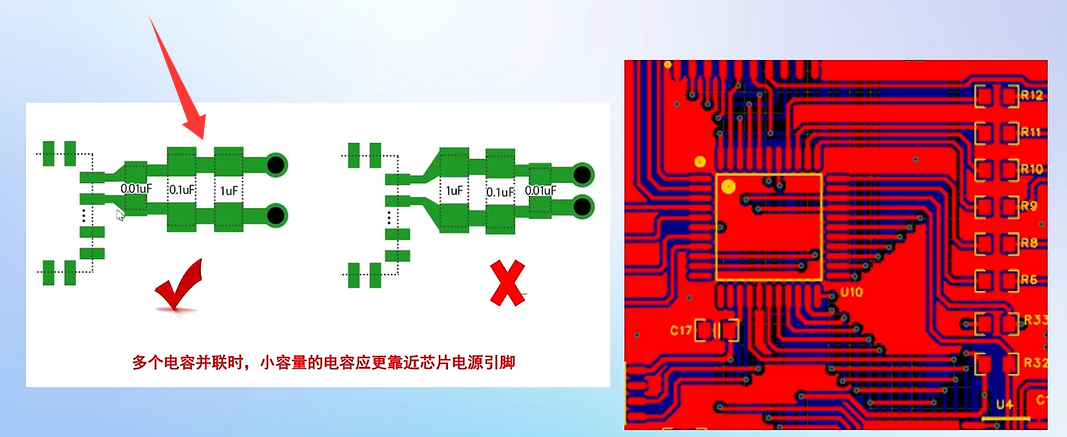 0.01uF 0.1uF 1uF
1uF 0.1uF 0.01uF
多个电容并联时，小容量的电容应更靠近芯片电源引脚
R12
R11
R10
R9
R8
R6
U10
R33
C17
R32
U4